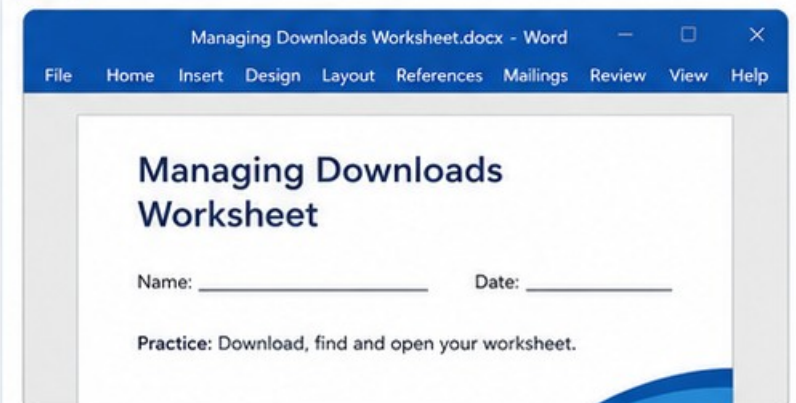 Managing Downloads Worksheet.docx - Word
File Home Insert Design Layout References Mailings Review View Help
Managing Downloads
Worksheet
Name: ____________________ Date: ____________________
Practice: Download, find and open your worksheet.